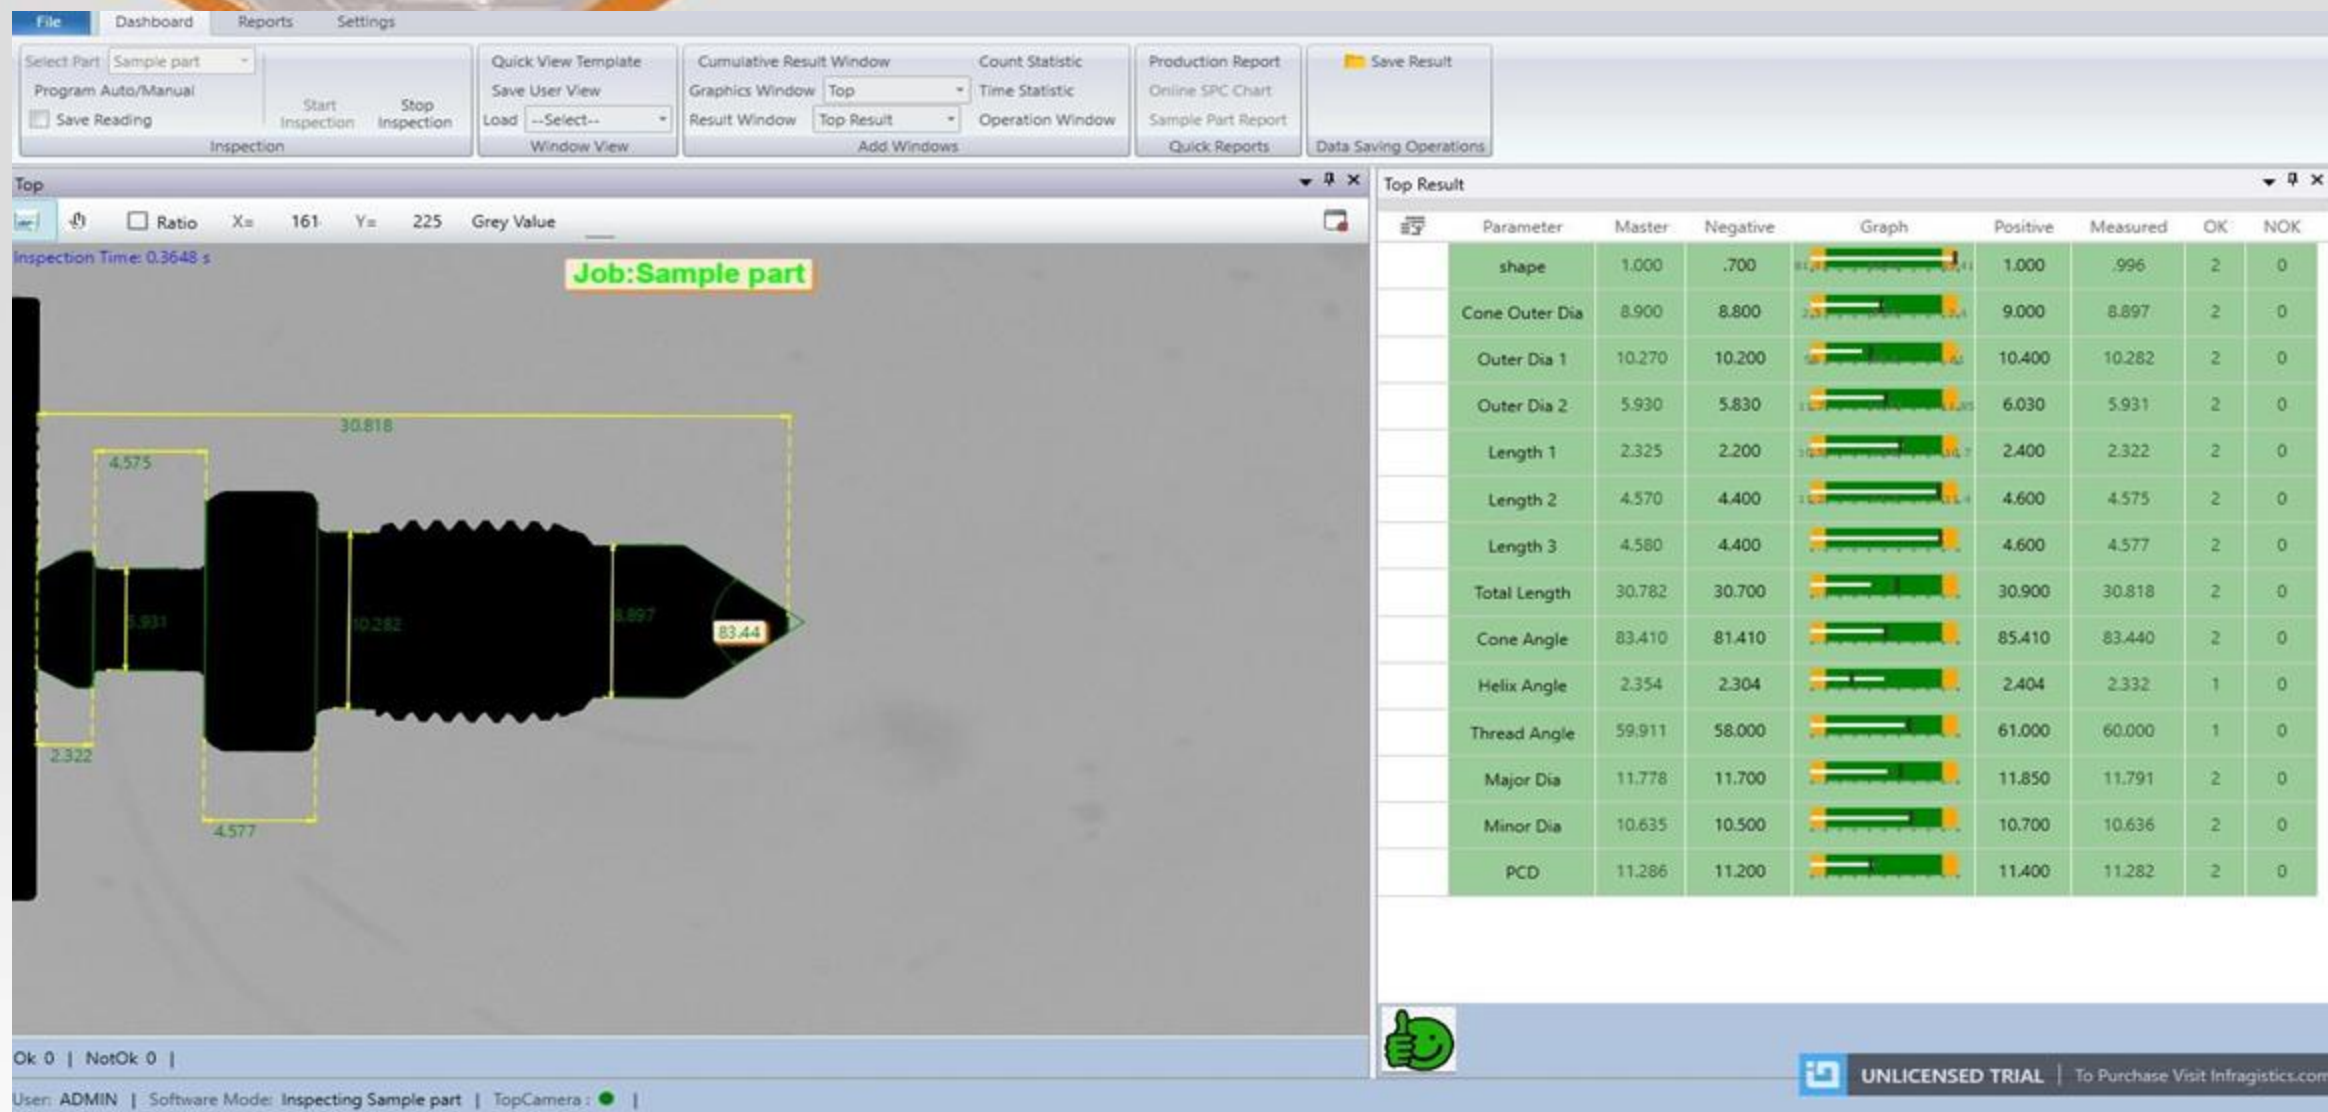 File Dashboard Reports Settings
Select Part Sample part
Program Auto/Manual
Save Reading
Start Inspection
Stop Inspection
Inspection
Quick View Template
Save User View
Load --Select--
Window View
Cumulative Result Window
Graphics Window Top
Result Window Top Result
Count Statistic
Time Statistic
Operation Window
Add Windows
Production Report
Online SPC Chart
Sample Part Report
Quick Reports
Save Result
Data Saving Operations
Top
Ratio X= 161 Y= 225 Grey Value
Inspection Time: 0.3648 s
Job:Sample part
30.818
4.575
5.931
10.282
8.897
83.44
2.322
4.577
Ok 0 | NotOk 0 |
Top Result
Parameter Master Negative Graph Positive Measured OK NOK
shape 1.000 .700 1.000 .996 2 0
Cone Outer Dia 8.900 8.800 9.000 8.897 2 0
Outer Dia 1 10.270 10.200 10.400 10.282 2 0
Outer Dia 2 5.930 5.830 6.030 5.931 2 0
Length 1 2.325 2.200 2.400 2.322 2 0
Length 2 4.570 4.400 4.600 4.575 2 0
Length 3 4.580 4.400 4.600 4.577 2 0
Total Length 30.782 30.700 30.900 30.818 2 0
Cone Angle 83.410 81.410 85.410 83.440 2 0
Helix Angle 2.354 2.304 2.404 2.332 1 0
Thread Angle 59.911 58.000 61.000 60.000 1 0
Major Dia 11.778 11.700 11.850 11.791 2 0
Minor Dia 10.635 10.500 10.700 10.636 2 0
PCD 11.286 11.200 11.400 11.282 2 0
UNLICENSED TRIAL | To Purchase Visit Infragistics.com
User: ADMIN | Software Mode: Inspecting Sample part | TopCamera : |